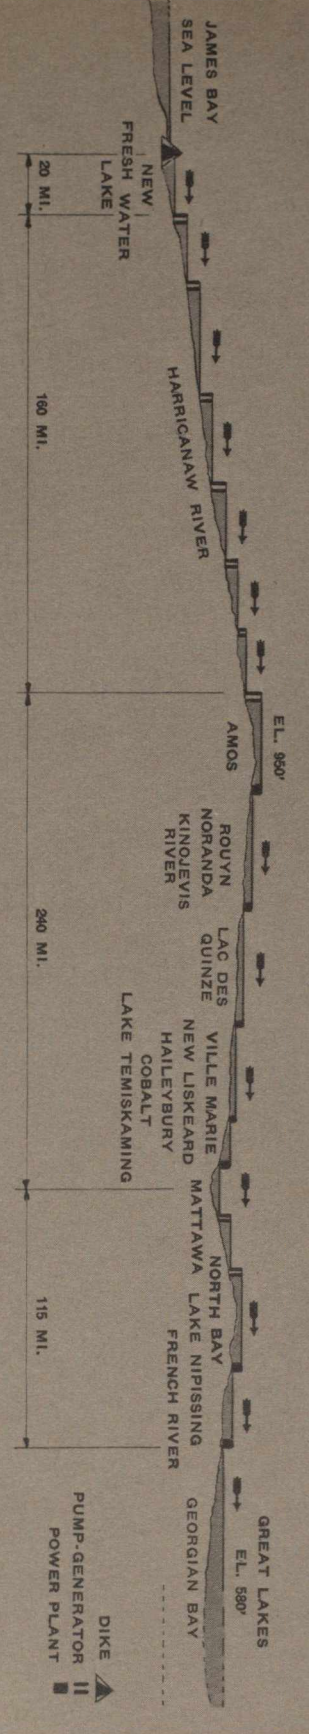 JAMES BAY
SEA LEVEL
NEW
FRESH WATER
LAKE
20 MI.
HARRICANAW RIVER
160 MI.
EL. 950'
AMOS
ROUYN
NORANDA
KINOJEVIS
RIVER
LAC DES
QUINZE
240 MI.
VILLE MARIE
NEW LISKEARD
HAILEYBURY
COBALT
LAKE TEMISKAMING
MATTAWA
NORTH BAY
LAKE NIPISSING
FRENCH RIVER
115 MI.
GREAT LAKES
EL. 580'
GEORGIAN BAY
DIKE
PUMP-GENERATOR
POWER PLANT